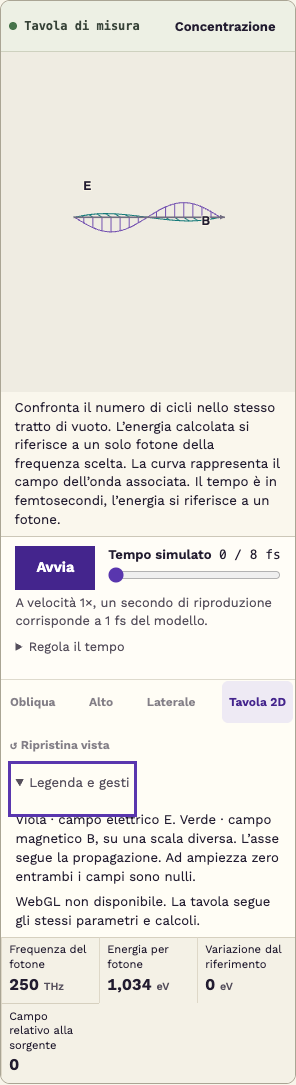 Tavola di misura
Concentrazione
E
B
Confronta il numero di cicli nello stesso
tratto di vuoto. L’energia calcolata si
riferisce a un solo fotone della
frequenza scelta. La curva rappresenta il
campo dell’onda associata. Il tempo è in
femtosecondi, l’energia si riferisce a un
fotone.
Avvia
Tempo simulato 0 / 8 fs
A velocità 1×, un secondo di riproduzione
corrisponde a 1 fs del modello.
▶ Regola il tempo
Obliqua Alto Laterale Tavola 2D
↺ Ripristina vista
▼ Legenda e gesti
Viola · campo elettrico E. Verde · campo
magnetico B, su una scala diversa. L’asse
segue la propagazione. Ad ampiezza zero
entrambi i campi sono nulli.
WebGL non disponibile. La tavola segue
gli stessi parametri e calcoli.
Frequenza del
fotone
250 THz
Energia per
fotone
1,034 eV
Variazione dal
riferimento
0 eV
Campo
relativo alla
sorgente
0